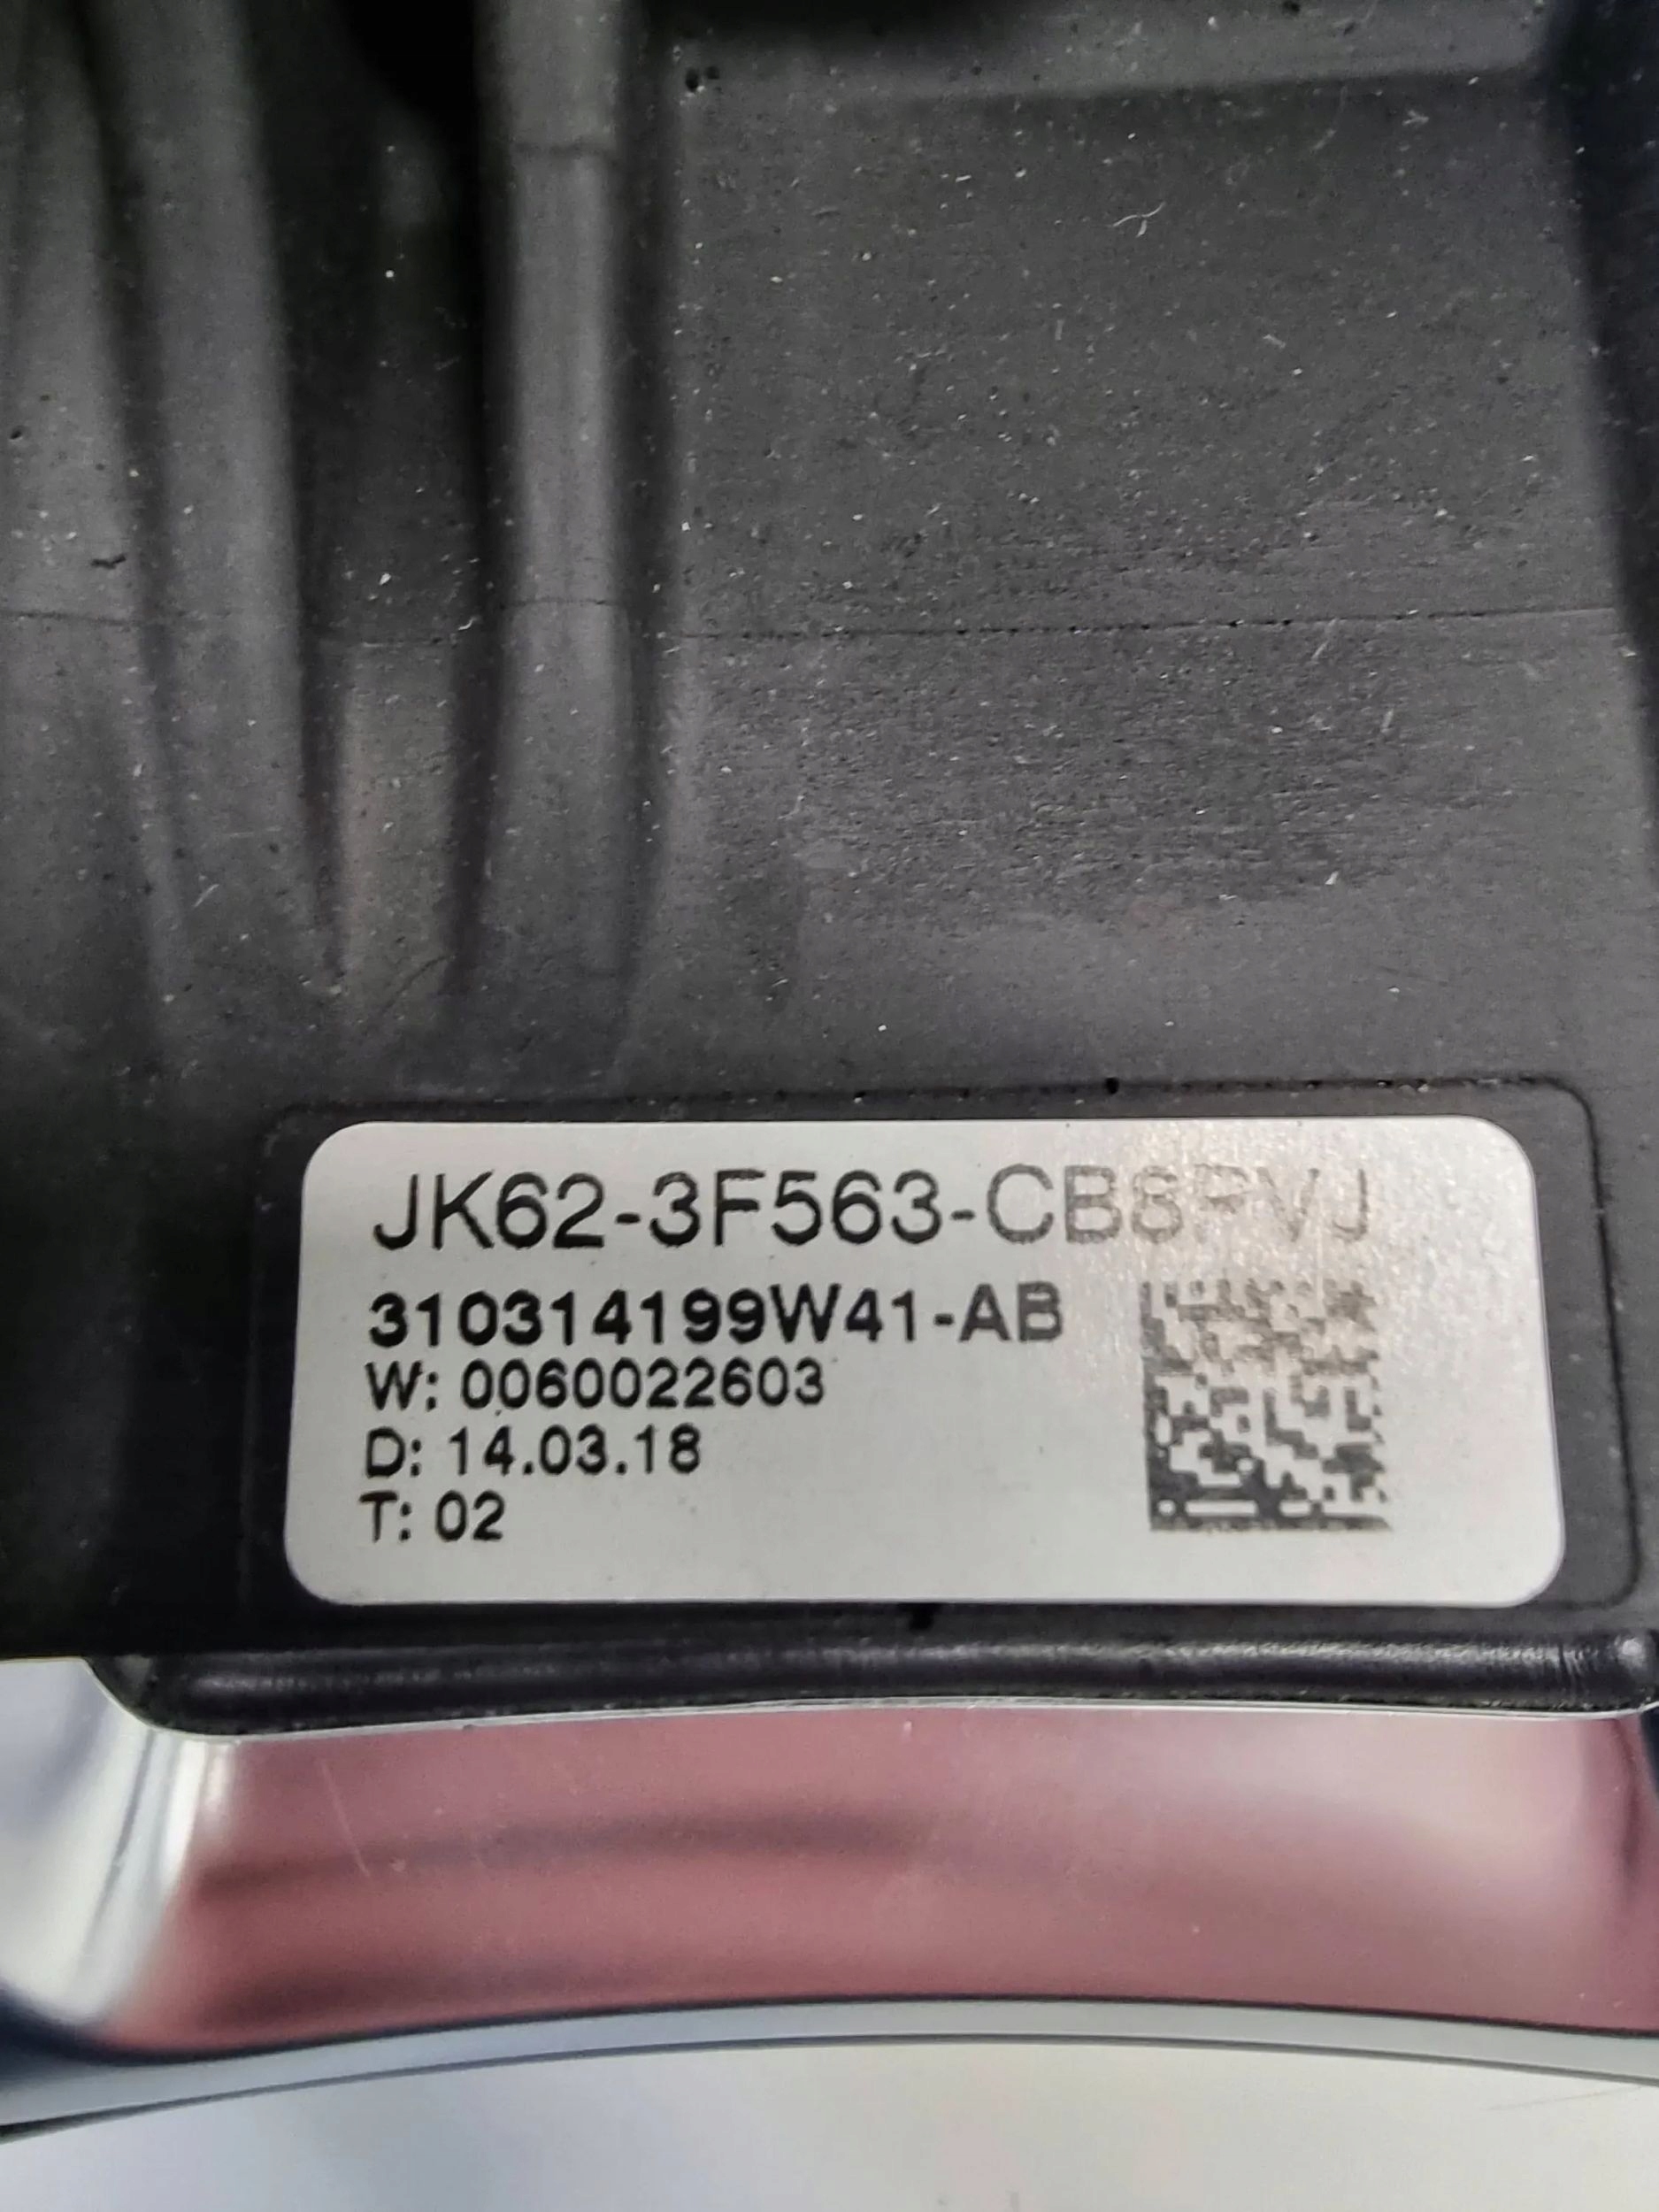 JK62-3F563-CB8PVJ
310314199W41-AB
W: 0060022603
D: 14.03.18
T: 02